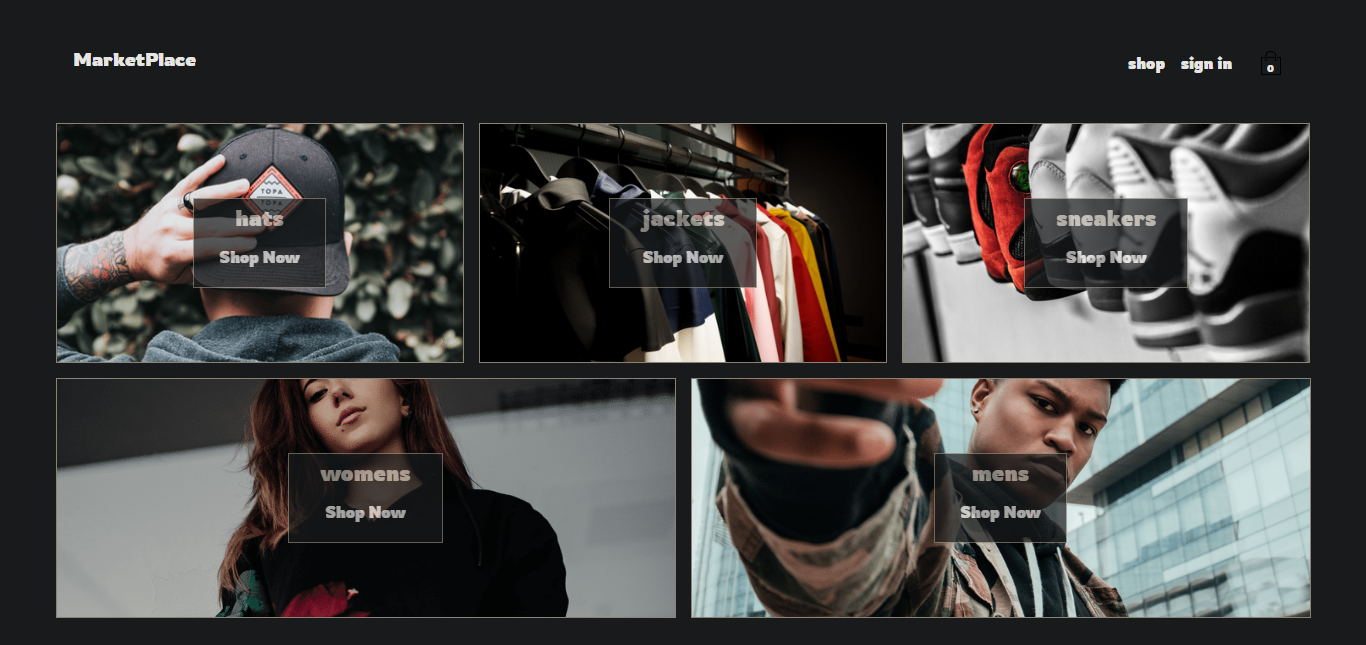 MarketPlace
shop sign in
0
TOPA
TOPA
hats
Shop Now
jackets
Shop Now
sneakers
Shop Now
womens
Shop Now
mens
Shop Now